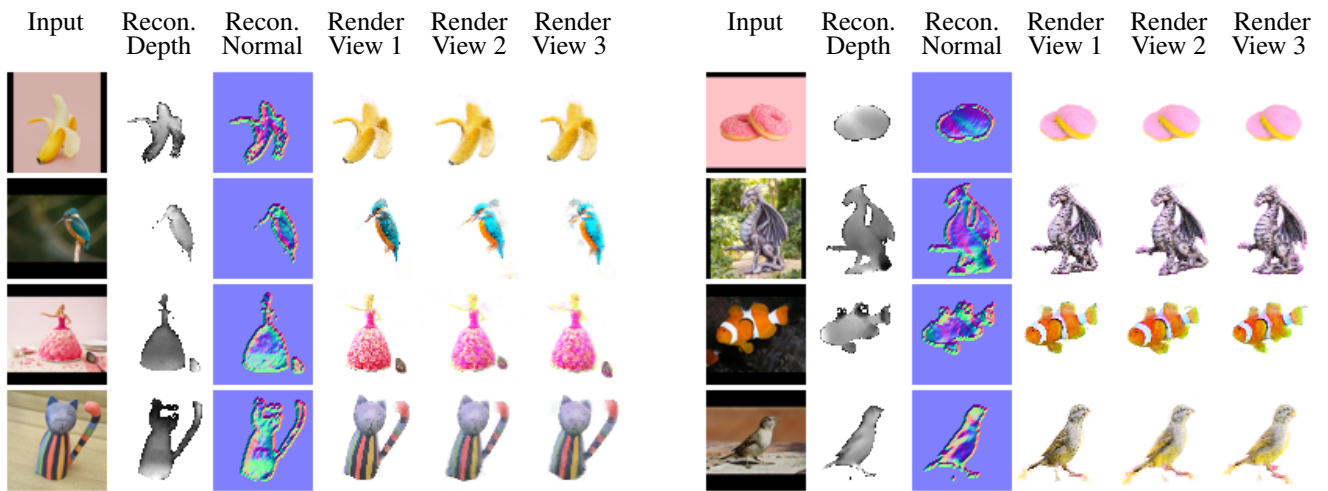 Input Recon. Recon. Render Render Render Input Recon. Recon. Render Render Render
Depth Normal View 1 View 2 View 3 Depth Normal View 1 View 2 View 3